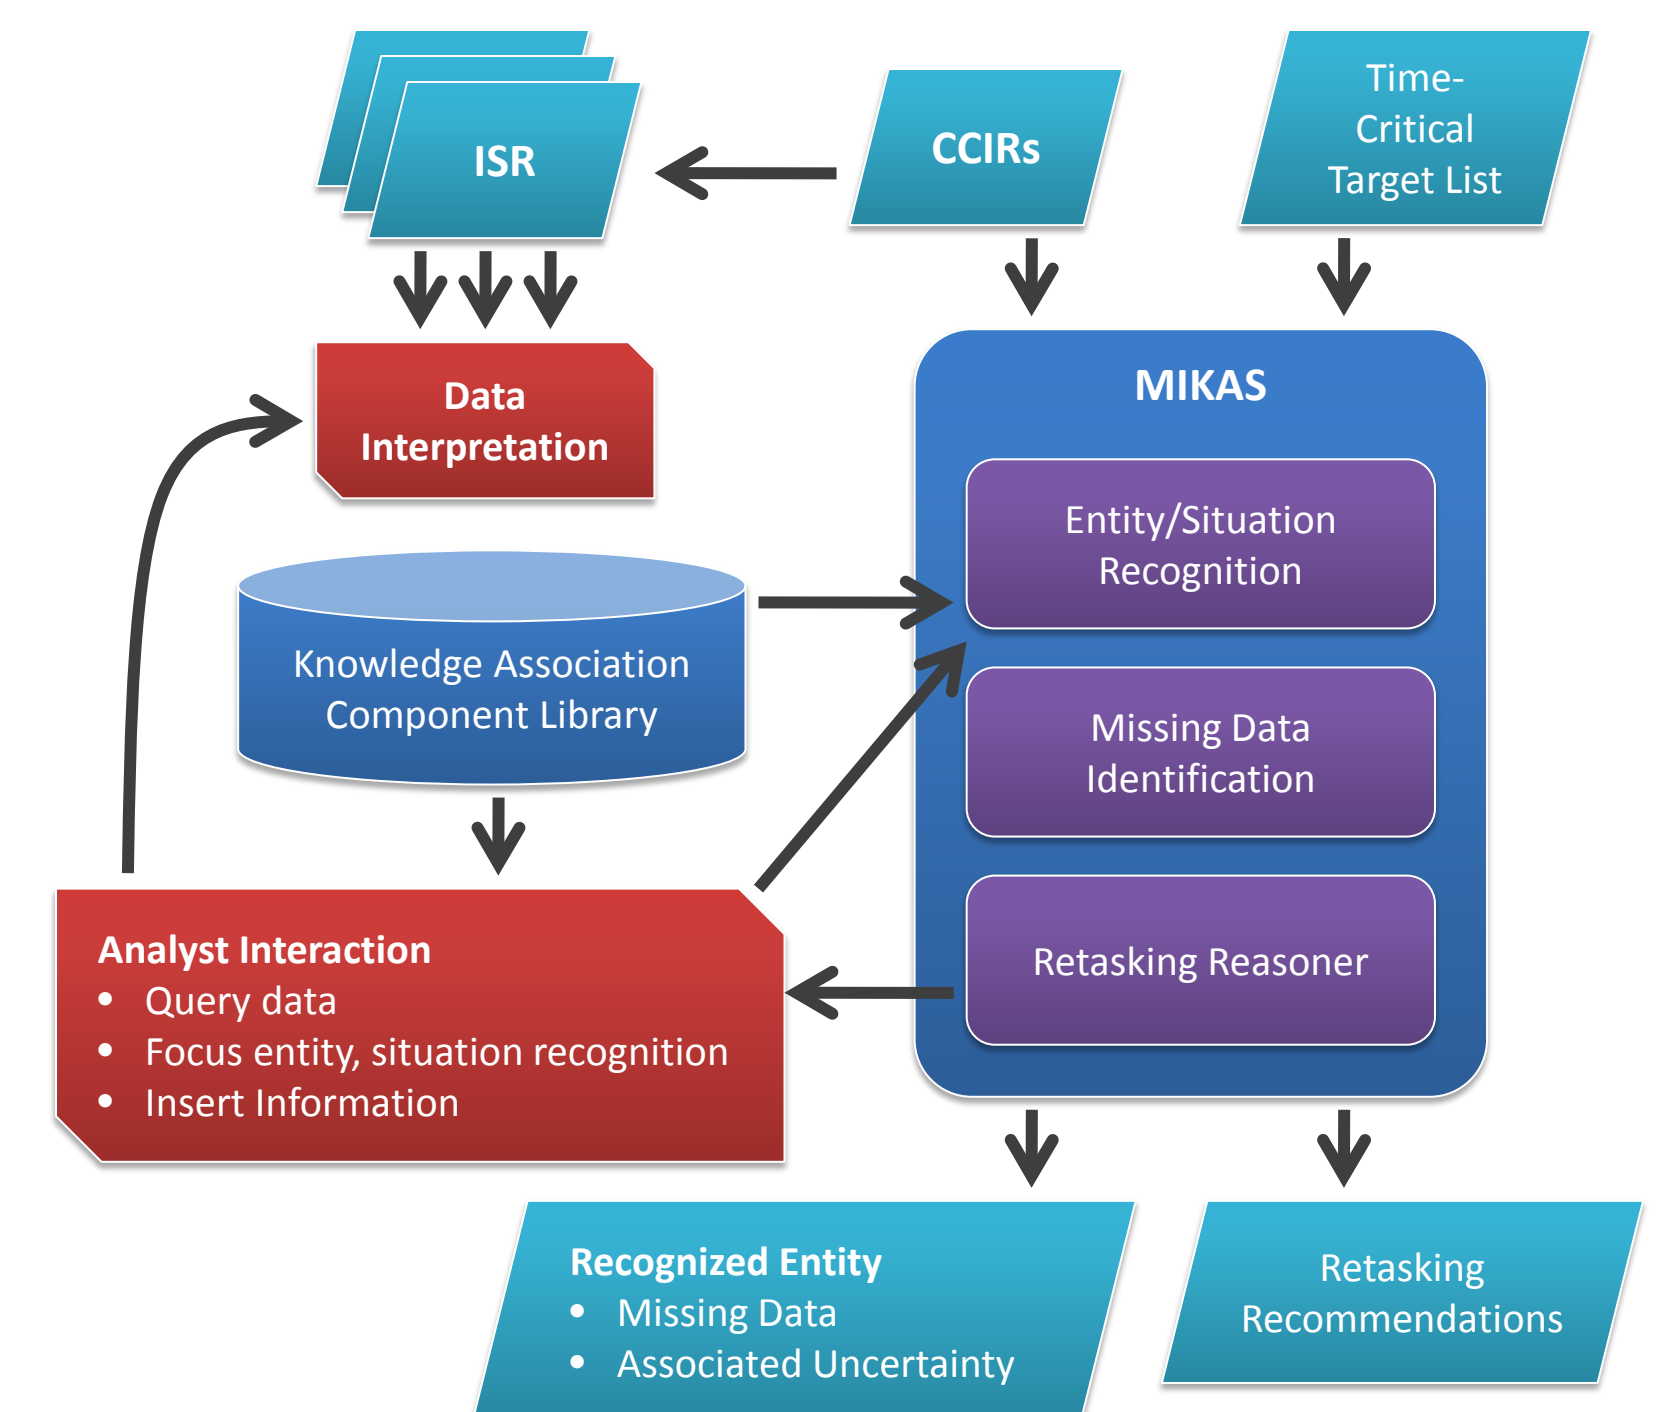 ISR
CCIRs
Time-
Critical
Target List
Data
Interpretation
MIKAS
Entity/Situation
Recognition
Knowledge Association
Component Library
Missing Data
Identification
Analyst Interaction
• Query data
• Focus entity, situation recognition
• Insert Information
Retasking Reasoner
Recognized Entity
• Missing Data
• Associated Uncertainty
Retasking
Recommendations